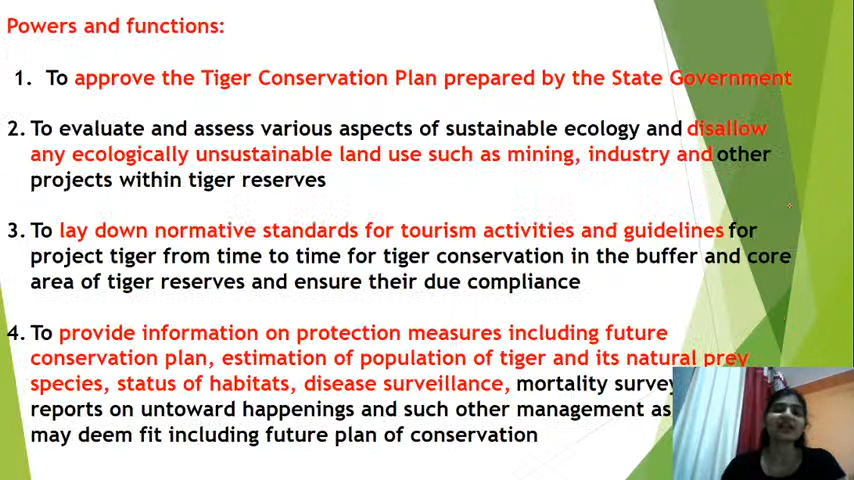 Powers and functions:
1. To approve the Tiger Conservation Plan prepared by the State Government
2. To evaluate and assess various aspects of sustainable ecology and disallow
any ecologically unsustainable land use such as mining, industry and other
projects within tiger reserves
3. To lay down normative standards for tourism activities and guidelines for
project tiger from time to time for tiger conservation in the buffer and core
area of tiger reserves and ensure their due compliance
4. To provide information on protection measures including future
conservation plan, estimation of population of tiger and its natural prey
species, status of habitats, disease surveillance, mortality survey
reports on untoward happenings and such other management as
may deem fit including future plan of conservation